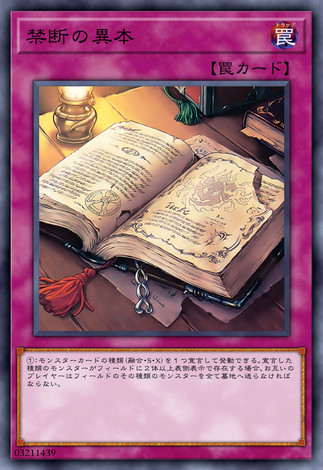 禁断の異本
トラップ
罠
【罠カード】
①:モンスターカードの種類(融合・S・X)を1つ宣言して発動できる。宣言した
種類のモンスターがフィールドに2体以上表側表示で存在する場合、お互いの
プレイヤーはフィールドのその種類のモンスターを全て墓地へ送らなければ
ならない。
03211439